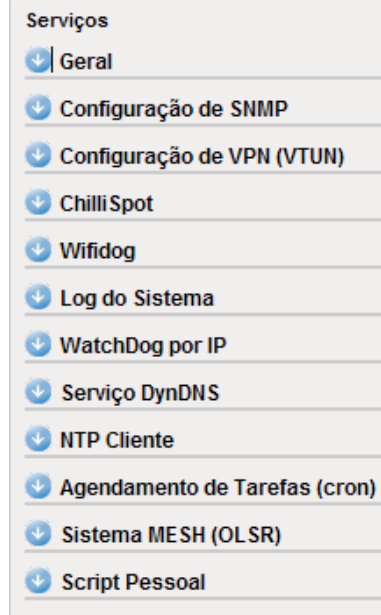 Serviços
Geral
Configuração de SNMP
Configuração de VPN (VTUN)
ChilliSpot
Wifidog
Log do Sistema
WatchDog por IP
Serviço DynDNS
NTP Cliente
Agendamento de Tarefas (cron)
Sistema MESH (OLSR)
Script Pessoal